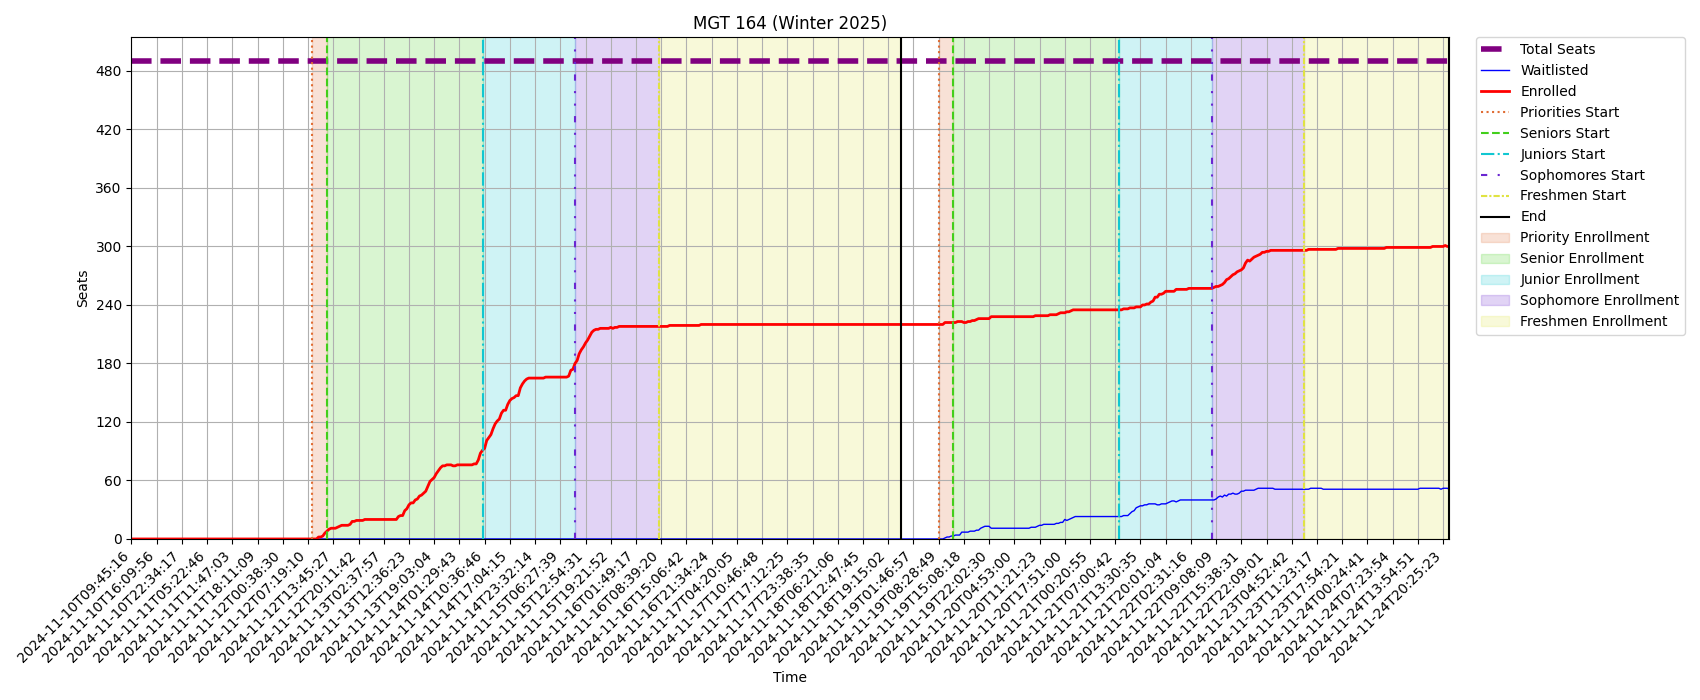 MGT 164 (Winter 2025)
Seats
480
420
360
300
240
180
120
60
0
2024-11-10T09:45:16
2024-11-10T16:09:56
2024-11-10T22:34:17
2024-11-11T05:22:46
2024-11-11T11:47:03
2024-11-11T18:11:09
2024-11-12T00:38:30
2024-11-12T07:19:10
2024-11-12T13:45:27
2024-11-12T20:11:42
2024-11-13T02:37:57
2024-11-13T12:36:23
2024-11-13T19:03:04
2024-11-14T01:29:43
2024-11-14T10:36:46
2024-11-14T17:04:15
2024-11-14T23:32:14
2024-11-15T06:27:39
2024-11-15T12:54:31
2024-11-15T19:21:52
2024-11-16T01:49:17
2024-11-16T08:39:20
2024-11-16T15:06:42
2024-11-16T21:34:24
2024-11-17T04:20:05
2024-11-17T10:46:48
2024-11-17T17:12:25
2024-11-17T23:38:35
2024-11-18T06:21:06
2024-11-18T12:47:45
2024-11-18T19:15:02
2024-11-19T01:46:57
2024-11-19T08:28:49
2024-11-19T15:08:18
2024-11-19T22:02:30
2024-11-20T04:53:00
2024-11-20T11:21:23
2024-11-20T17:51:00
2024-11-21T00:20:55
2024-11-21T07:00:42
2024-11-21T13:30:35
2024-11-21T20:01:04
2024-11-22T02:31:16
2024-11-22T09:08:09
2024-11-22T15:38:31
2024-11-22T22:09:01
2024-11-23T04:52:42
2024-11-23T11:23:17
2024-11-23T17:54:21
2024-11-24T00:24:41
2024-11-24T07:23:54
2024-11-24T13:54:51
2024-11-24T20:25:23
Time
Total Seats
Waitlisted
Enrolled
Priorities Start
Seniors Start
Juniors Start
Sophomores Start
Freshmen Start
End
Priority Enrollment
Senior Enrollment
Junior Enrollment
Sophomore Enrollment
Freshmen Enrollment